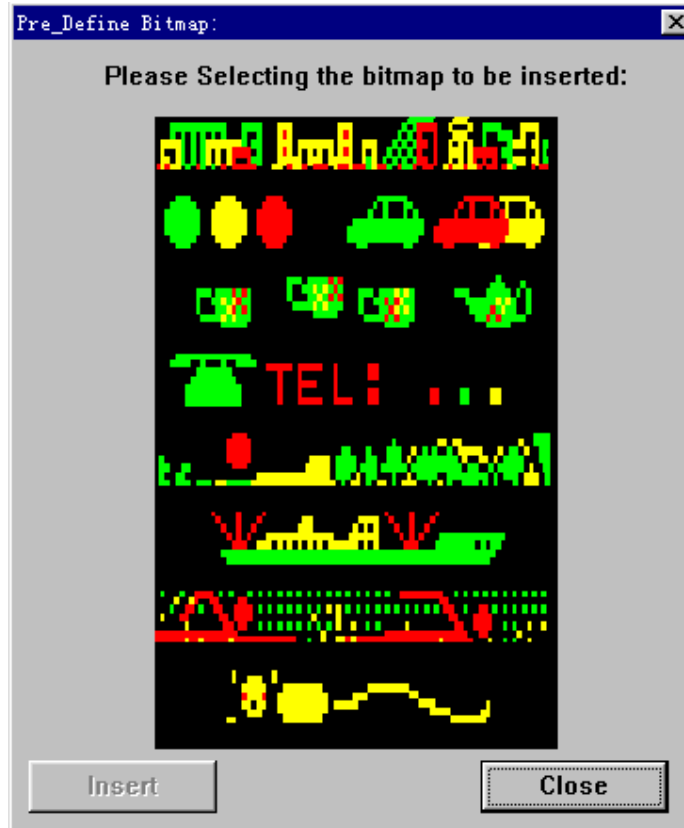 Pre_Define Bitmap:
Please Selecting the bitmap to be inserted:
TEL: ...
Insert
Close